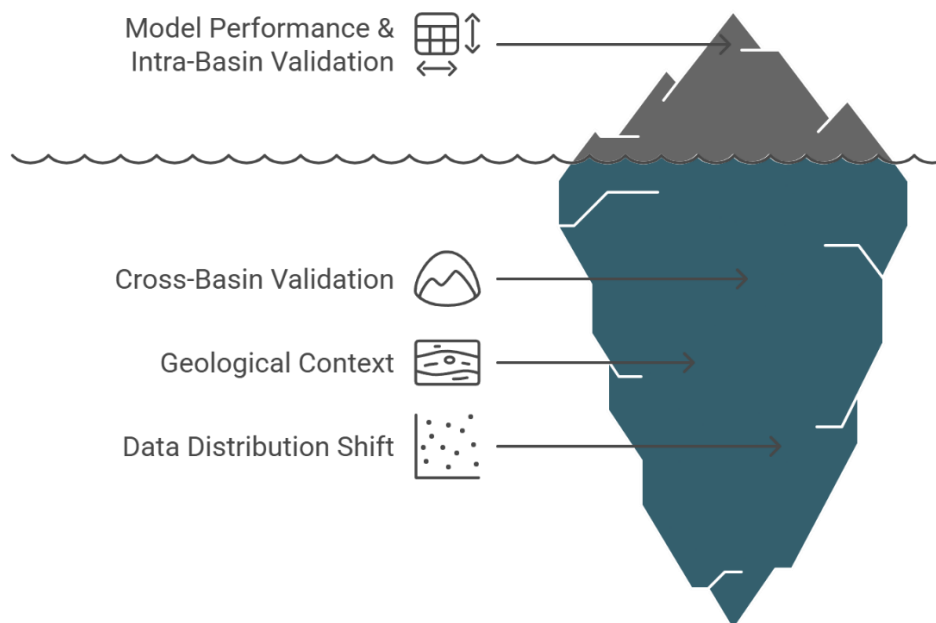 Model Performance &
Intra-Basin Validation
Cross-Basin Validation
Geological Context
Data Distribution Shift